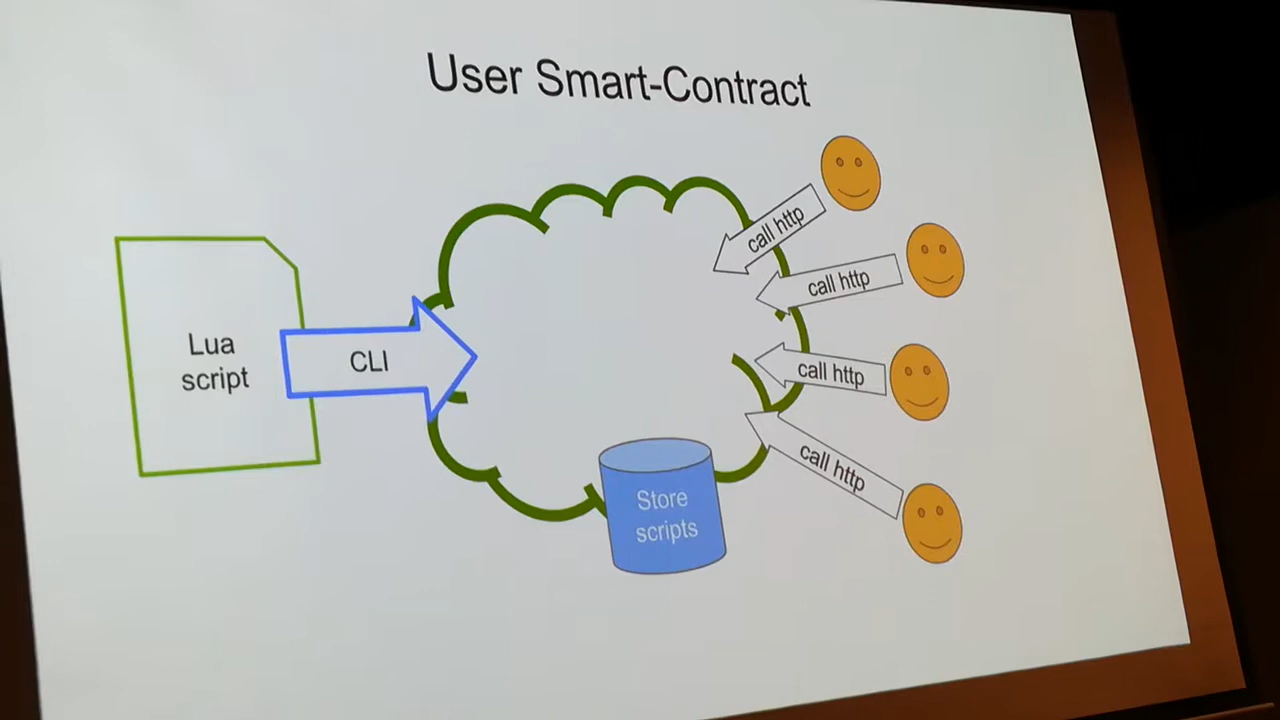 User Smart-Contract
Lua
script
CLI
call http
call http
call http
call http
Store
scripts